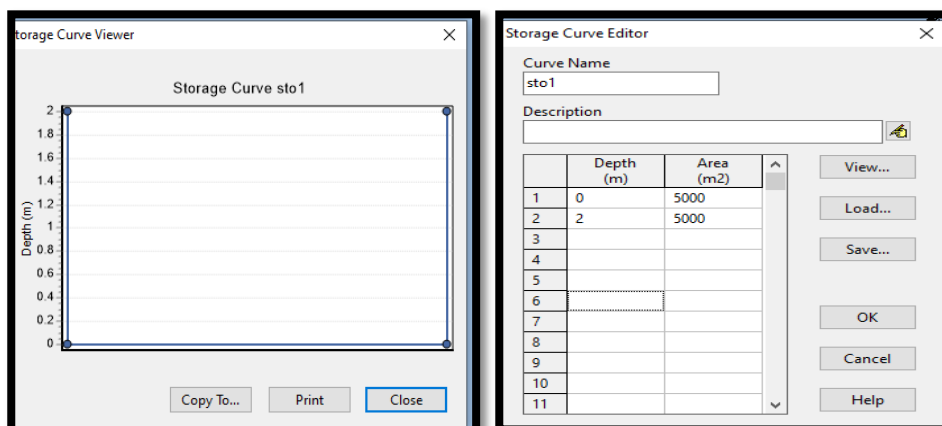 torage Curve Viewer
Storage Curve sto1
2
1.8
1.6
1.4
1.2
1
0.8
0.6
0.4
0.2
0
Depth (m)
Copy To...
Print
Close
Storage Curve Editor
Curve Name
sto1
Description
Depth (m) Area (m2)
1 0 5000
2 2 5000
3
4
5
6
7
8
9
10
11
View...
Load...
Save...
OK
Cancel
Help